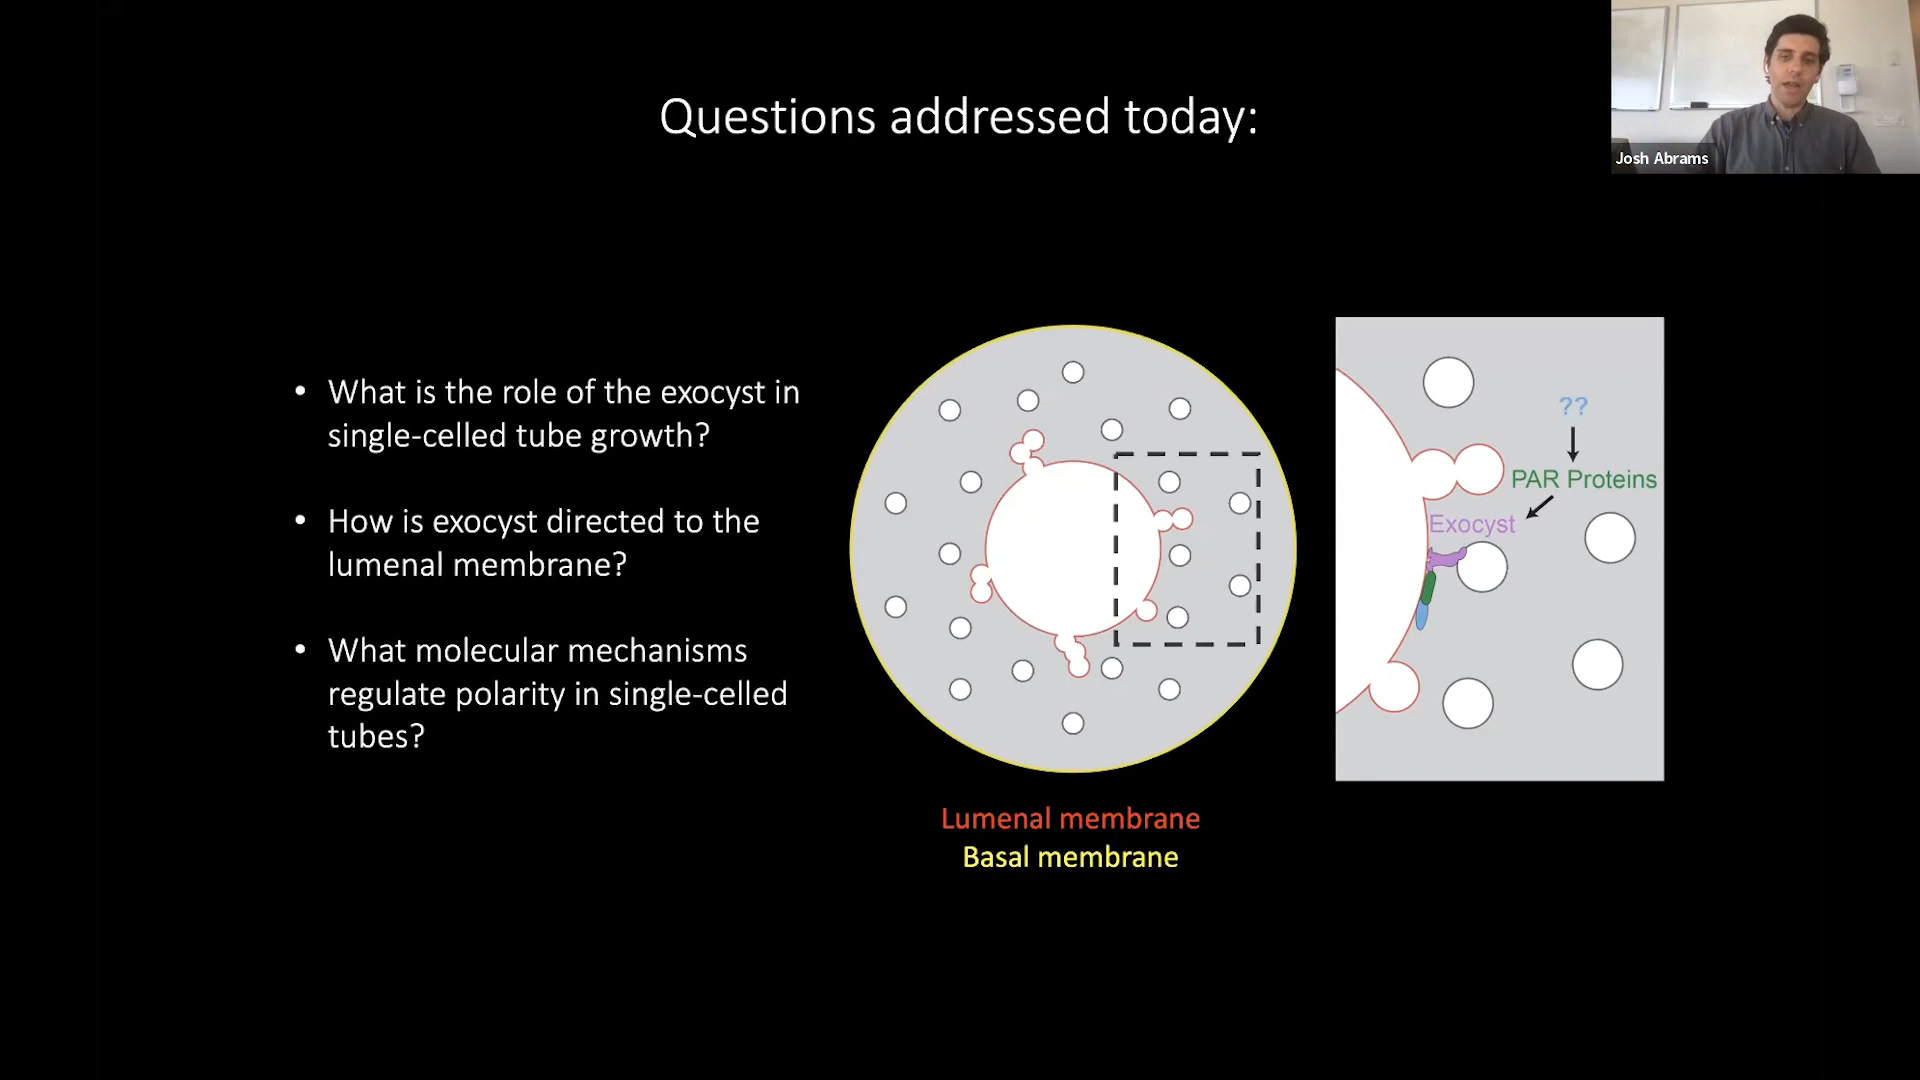 Questions addressed today:
Josh Abrams
• What is the role of the exocyst in
single-celled tube growth?
• How is exocyst directed to the
lumenal membrane?
• What molecular mechanisms
regulate polarity in single-celled
tubes?
??
PAR Proteins
Exocyst
Lumenal membrane
Basal membrane